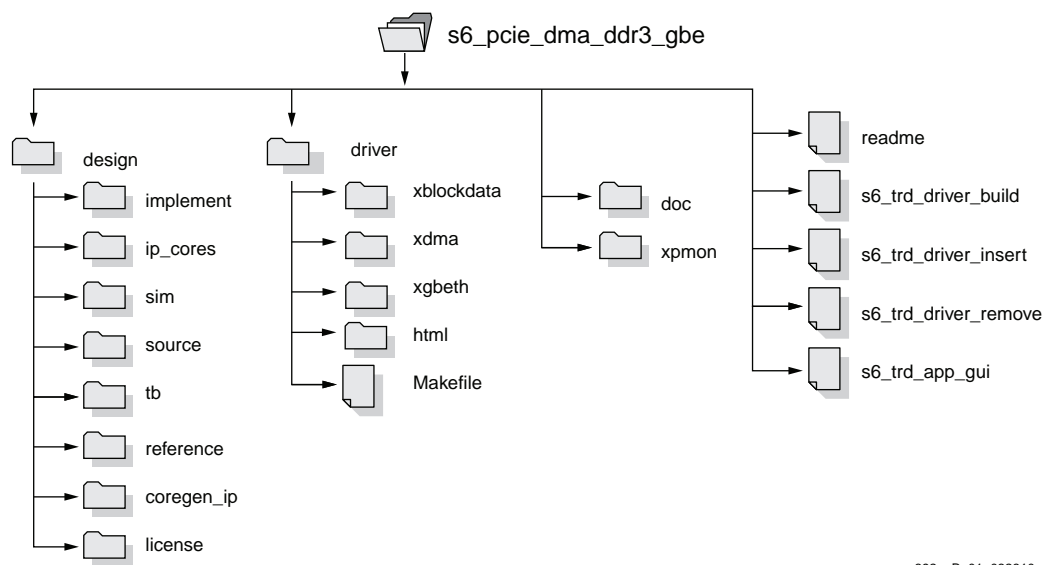 s6_pcie_dma_ddr3_gbe
design
implement
ip_cores
sim
source
tb
reference
coregen_ip
license
driver
xblockdata
xdma
xgbeth
html
Makefile
doc
xpmon
readme
s6_trd_driver_build
s6_trd_driver_insert
s6_trd_driver_remove
s6_trd_app_gui